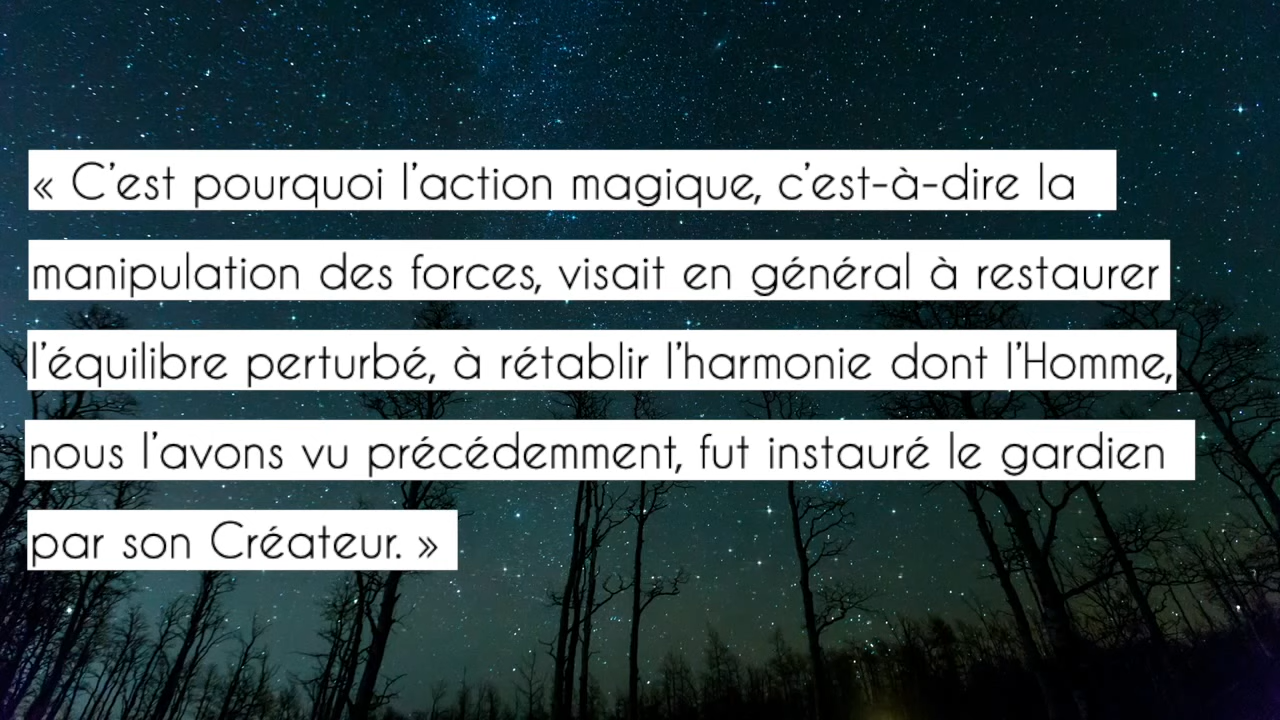 « C'est pourquoi l'action magique, c'est-à-dire la
manipulation des forces, visait en général à restaurer
l'équilibre perturbé, à rétablir l'harmonie dont l'Homme,
nous l'avons vu précédemment, fut instauré le gardien
par son Créateur. »